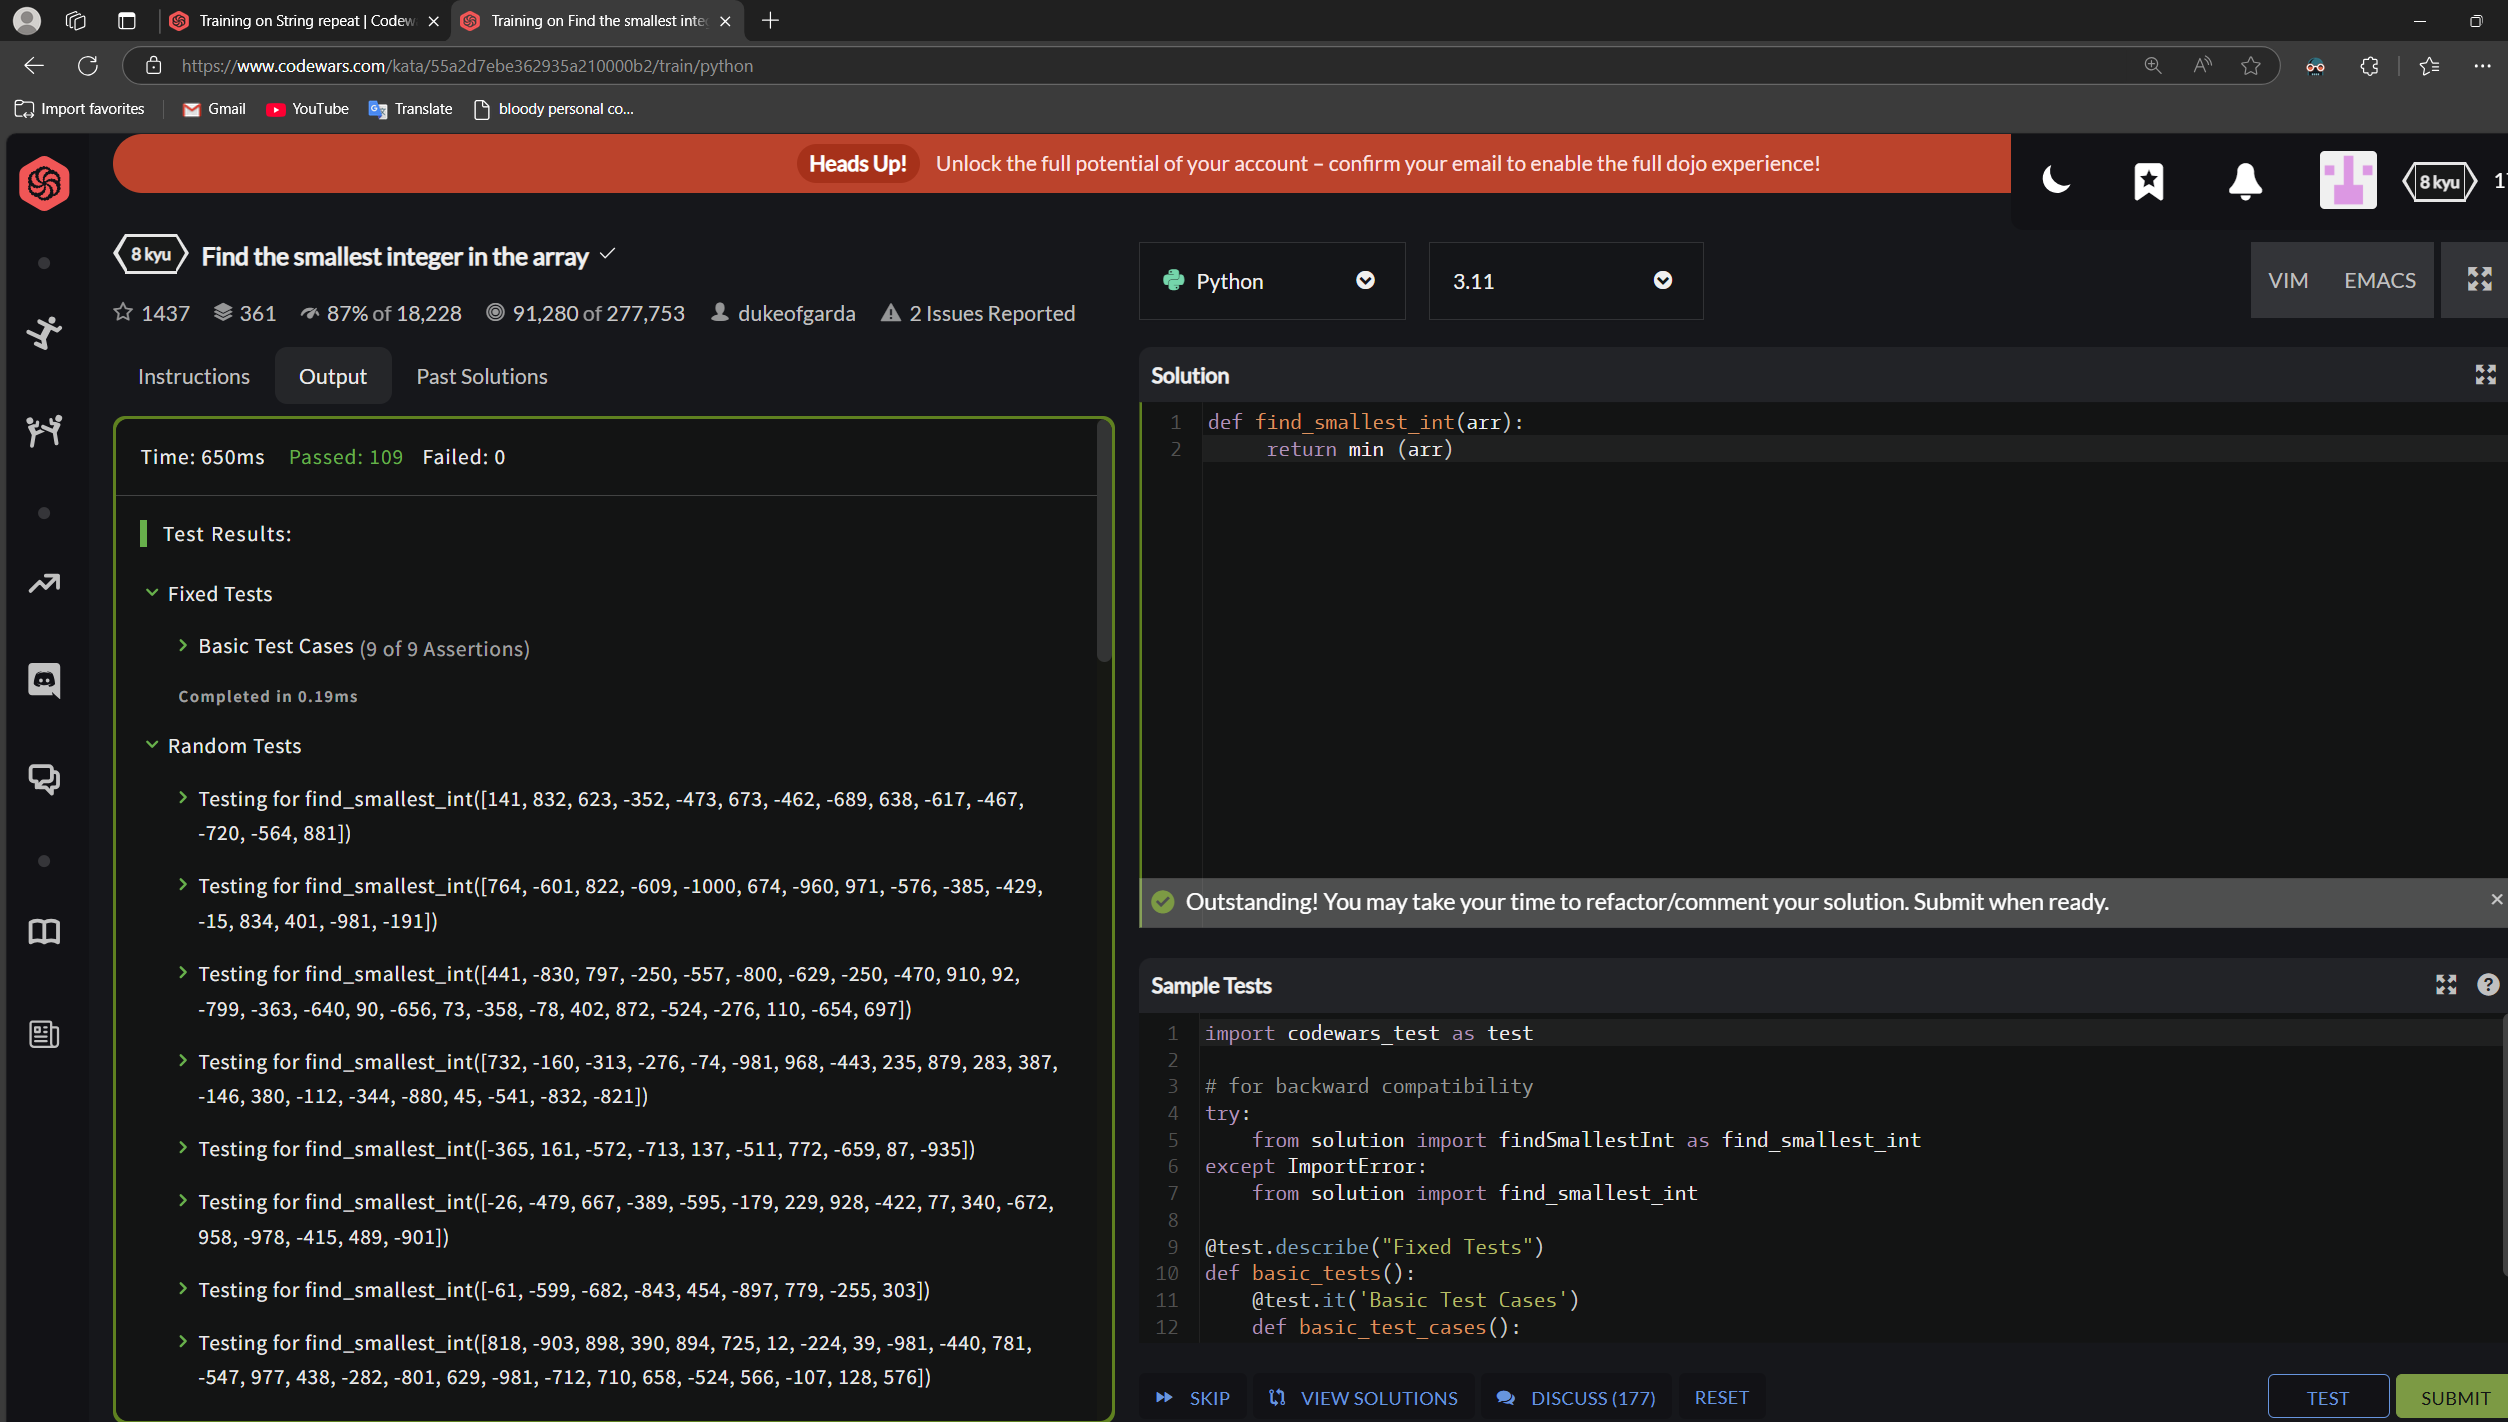 Training on String repeat | Codew
Training on Find the smallest inte
https://www.codewars.com/kata/55a2d7ebe362935a210000b2/train/python
Import favorites
Gmail
YouTube
Translate
bloody personal co...
Heads Up! Unlock the full potential of your account – confirm your email to enable the full dojo experience!
8 kyu
17
8 kyu Find the smallest integer in the array
1437 361 87% of 18,228 91,280 of 277,753 dukeofgarda 2 Issues Reported
Python
3.11
VIM EMACS
Instructions
Output
Past Solutions
Time: 650ms Passed: 109 Failed: 0
Test Results:
Fixed Tests
Basic Test Cases (9 of 9 Assertions)
Completed in 0.19ms
Random Tests
Testing for find_smallest_int([141, 832, 623, -352, -473, 673, -462, -689, 638, -617, -467,
-720, -564, 881])
Testing for find_smallest_int([764, -601, 822, -609, -1000, 674, -960, 971, -576, -385, -429,
-15, 834, 401, -981, -191])
Testing for find_smallest_int([441, -830, 797, -250, -557, -800, -629, -250, -470, 910, 92,
-799, -363, -640, 90, -656, 73, -358, -78, 402, 872, -524, -276, 110, -654, 697])
Testing for find_smallest_int([732, -160, -313, -276, -74, -981, 968, -443, 235, 879, 283, 387,
-146, 380, -112, -344, -880, 45, -541, -832, -821])
Testing for find_smallest_int([-365, 161, -572, -713, 137, -511, 772, -659, 87, -935])
Testing for find_smallest_int([-26, -479, 667, -389, -595, -179, 229, 928, -422, 77, 340, -672,
958, -978, -415, 489, -901])
Testing for find_smallest_int([-61, -599, -682, -843, 454, -897, 779, -255, 303])
Testing for find_smallest_int([818, -903, 898, 390, 894, 725, 12, -224, 39, -981, -440, 781,
-547, 977, 438, -282, -801, 629, -981, -712, 710, 658, -524, 566, -107, 128, 576])
Solution
1 def find_smallest_int(arr):
2 return min (arr)
Outstanding! You may take your time to refactor/comment your solution. Submit when ready.
Sample Tests
1 import codewars_test as test
2
3 # for backward compatibility
4 try:
5 from solution import findSmallestInt as find_smallest_int
6 except ImportError:
7 from solution import find_smallest_int
8
9 @test.describe("Fixed Tests")
10 def basic_tests():
11 @test.it('Basic Test Cases')
12 def basic_test_cases():
SKIP
VIEW SOLUTIONS
DISCUSS (177)
RESET
TEST
SUBMIT